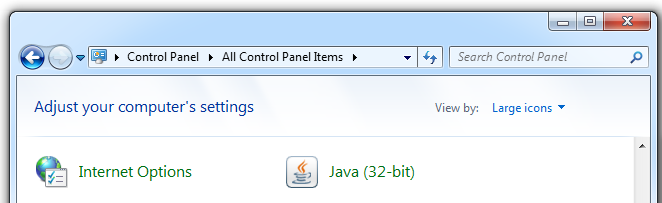 Control Panel All Control Panel Items Search Control Panel
Adjust your computer's settings View by: Large icons
Internet Options Java (32-bit)